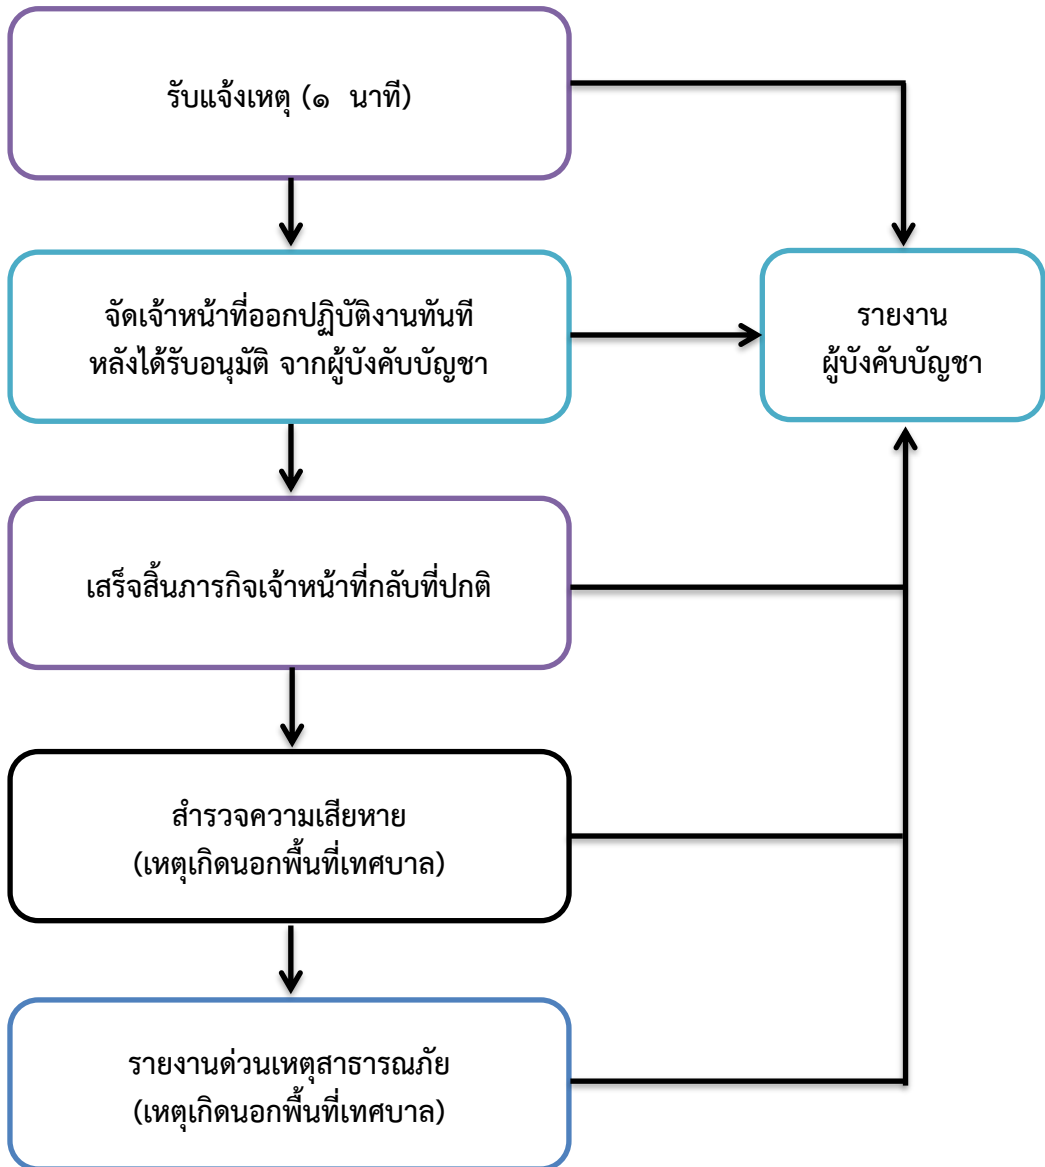 รับแจ้งเหตุ (๑ นาที)
จัดเจ้าหน้าที่ออกปฏิบัติงานทันที
หลังได้รับอนุมัติ จากผู้บังคับบัญชา
รายงาน
ผู้บังคับบัญชา
เสร็จสิ้นภารกิจเจ้าหน้าที่กลับที่ปกติ
สำรวจความเสียหาย
(เหตุเกิดนอกพื้นที่เทศบาล)
รายงานด่วนเหตุสาธารณภัย
(เหตุเกิดนอกพื้นที่เทศบาล)